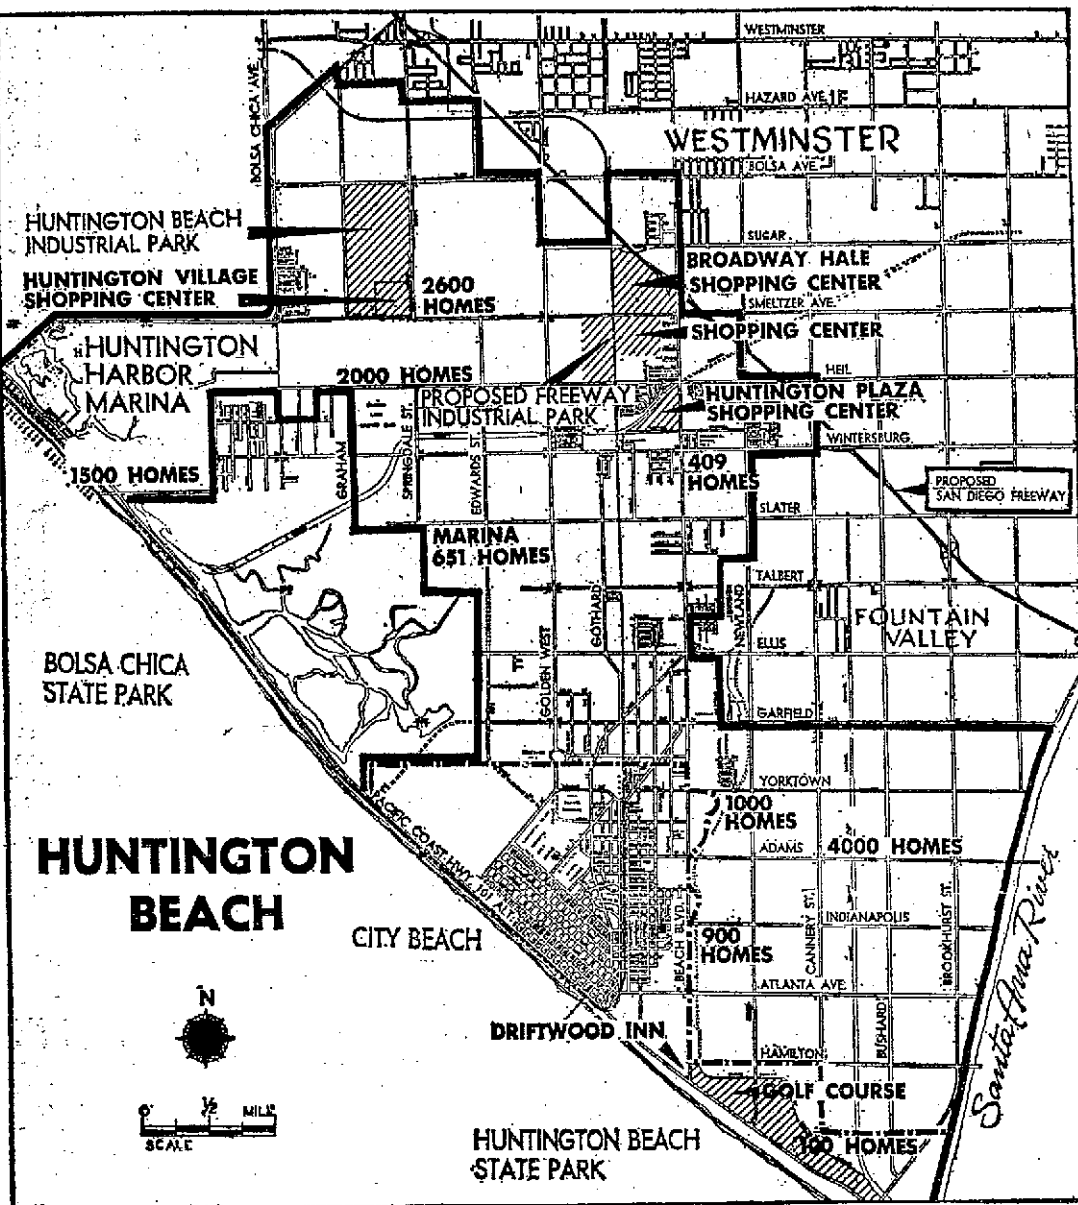 WESTMINSTER
HAZARD AVE.
BOLSA CHICA AVE.
WESTMINSTER
BOLSA AVE.
HUNTINGTON BEACH
INDUSTRIAL PARK
SUGAR
HUNTINGTON VILLAGE
SHOPPING CENTER
2600
HOMES
BROADWAY HALE
SHOPPING CENTER
SMELTZER AVE.
SHOPPING CENTER
HUNTINGTON
HARBOR
MARINA
2000 HOMES
HEIL
PROPOSED FREEWAY
INDUSTRIAL PARK
HUNTINGTON PLAZA
SHOPPING CENTER
WINTERSBURG
1500 HOMES
GRAHAM
SPRINGDALE ST.
EDWARDS ST.
409
HOMES
PROPOSED
SAN DIEGO FREEWAY
SLATER
MARINA
651 HOMES
TALBERT
GOLDEN WEST
GOTHARD
NEWLAND
FOUNTAIN
VALLEY
ELLIS
BOLSA CHICA
STATE PARK
GARFIELD
YORKTOWN
PACIFIC COAST HWY 101 ALT.
1000
HOMES
ADAMS
4000 HOMES
HUNTINGTON
BEACH
CITY BEACH
BEACH BLVD.
900
HOMES
CANNERY ST.
INDIANAPOLIS
BROOKHURST ST.
ATLANTA AVE
Santa Ana River
N
DRIFTWOOD INN
HAMILTON
BUSHARD
GOLF COURSE
0 ½ MILE
SCALE
HUNTINGTON BEACH
STATE PARK
100 HOMES